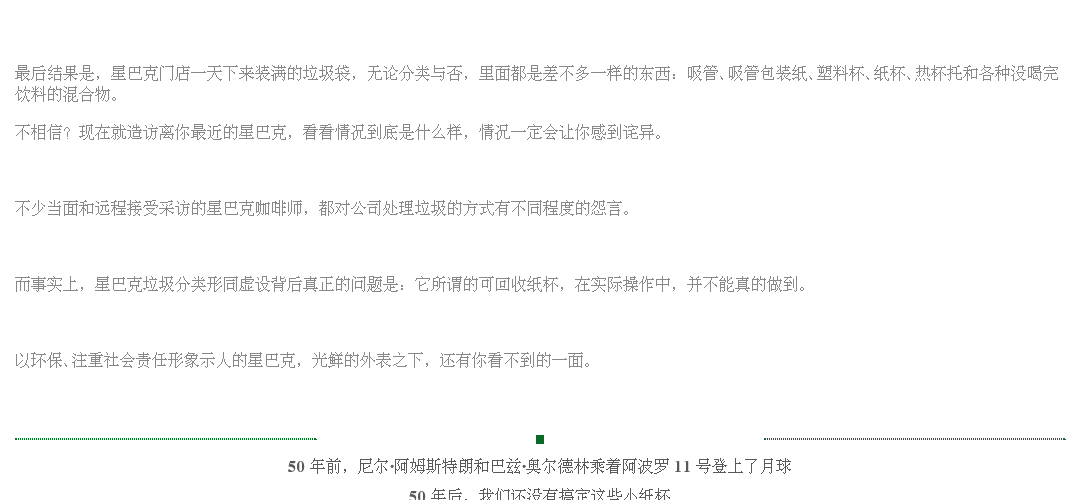 最后结果是，星巴克门店一天下来装满的垃圾袋，无论分类与否，里面都是差不多一样的东西：吸管、吸管包装纸、塑料杯、纸杯、热杯托和各种没喝完
饮料的混合物。
不相信？现在就造访离你最近的星巴克，看看情况到底是什么样，情况一定会让你感到诧异。
不少当面和远程接受采访的星巴克咖啡师，都对公司处理垃圾的方式有不同程度的怨言。
而事实上，星巴克垃圾分类形同虚设背后真正的问题是：它所谓的可回收纸杯，在实际操作中，并不能真的做到。
以环保、注重社会责任形象示人的星巴克，光鲜的外表之下，还有你看不到的一面。
50 年前，尼尔·阿姆斯特朗和巴兹·奥尔德林乘着阿波罗 11 号登上了月球
50 年后，我们还没有搞定这些小纸杯